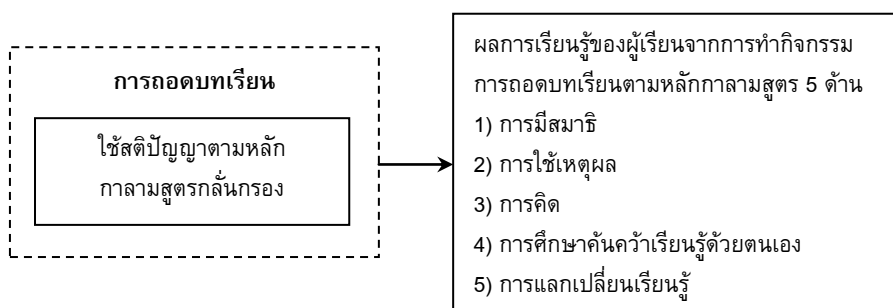 การถอดบทเรียน
ใช้สติปัญญาตามหลัก
กาลามสูตรกลั่นกรอง
ผลการเรียนรู้ของผู้เรียนจากการทำกิจกรรม
การถอดบทเรียนตามหลักกาลามสูตร 5 ด้าน
1) การมีสมาธิ
2) การใช้เหตุผล
3) การคิด
4) การศึกษาค้นคว้าเรียนรู้ด้วยตนเอง
5) การแลกเปลี่ยนเรียนรู้